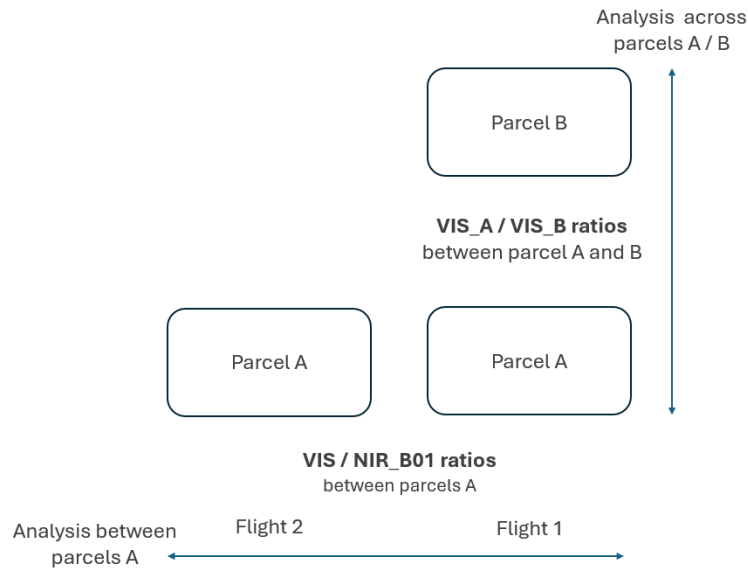 Analysis across
parcels A / B
Parcel B
VIS_A / VIS_B ratios
between parcel A and B
Parcel A
Parcel A
VIS / NIR_B01 ratios
between parcels A
Analysis between
parcels A
Flight 2
Flight 1